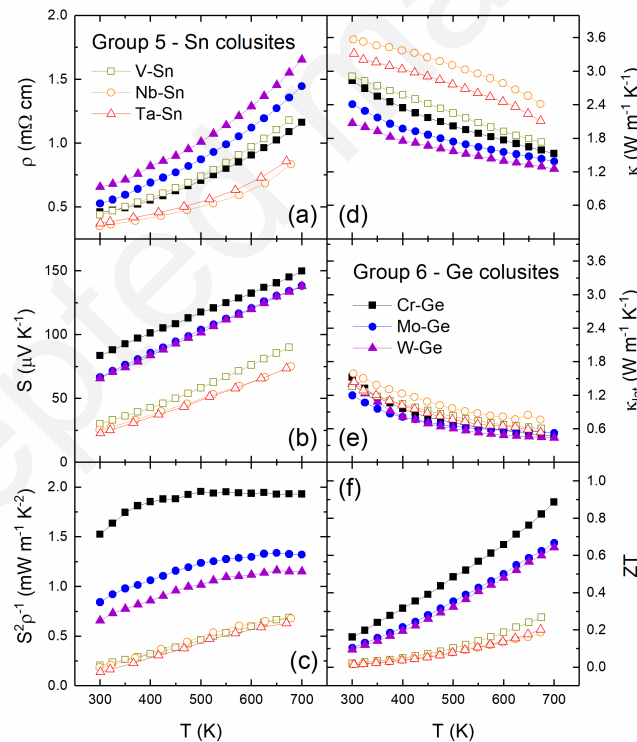 Group 5 - Sn colusites
V-Sn
Nb-Sn
Ta-Sn
2.0
1.5
1.0
0.5
ρ (mΩ cm)
(a)
3.6
3.0
2.4
1.8
1.2
0.6
κ (W m⁻¹ K⁻¹)
(d)
150
100
50
0
S (μV K⁻¹)
(b)
Group 6 - Ge colusites
Cr-Ge
Mo-Ge
W-Ge
3.6
3.0
2.4
1.8
1.2
0.6
(W m⁻¹ K⁻¹)
(e)
2.0
1.5
1.0
0.5
0.0
S²ρ⁻¹ (mW m⁻¹ K⁻²)
(c)
(f)
1.0
0.8
0.6
0.4
0.2
0.0
ZT
300 400 500 600 700
300 400 500 600 700
T (K)
T (K)